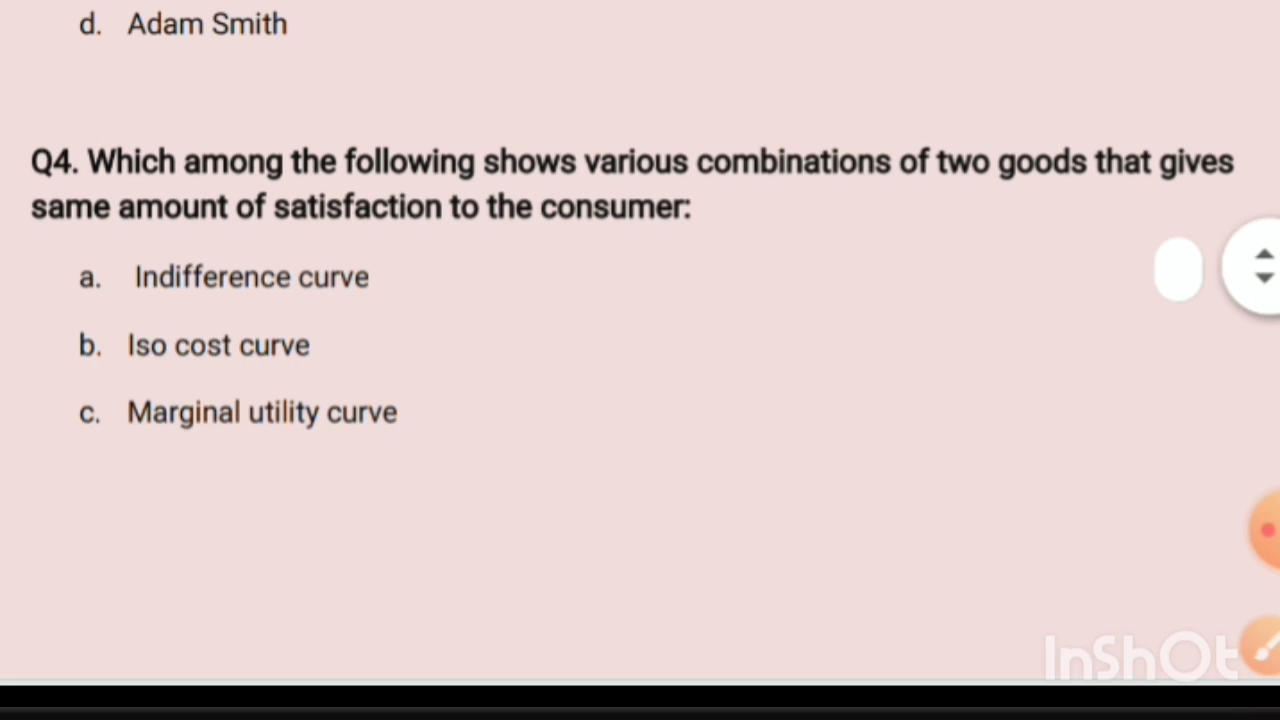 d. Adam Smith
Q4. Which among the following shows various combinations of two goods that gives
same amount of satisfaction to the consumer:
a. Indifference curve
b. Iso cost curve
c. Marginal utility curve
InShOt